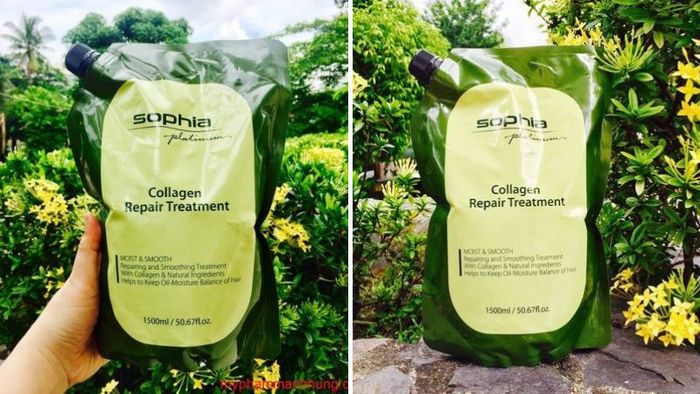 sophia
platinum
Collagen
Repair Treatment
MOIST & SMOOTH
Repairing and Smoothing Treatment
With Collagen & Natural Ingredients
Helps to Keep Oil-Moisture Balance of Hair
1500ml / 50.67fl.oz.
sophia
platinum
Collagen
Repair Treatment
MOIST & SMOOTH
Repairing and Smoothing Treatment
With Collagen & Natural Ingredients
Helps to Keep Oil-Moisture Balance of Hair
1500ml / 50.67fl.oz.